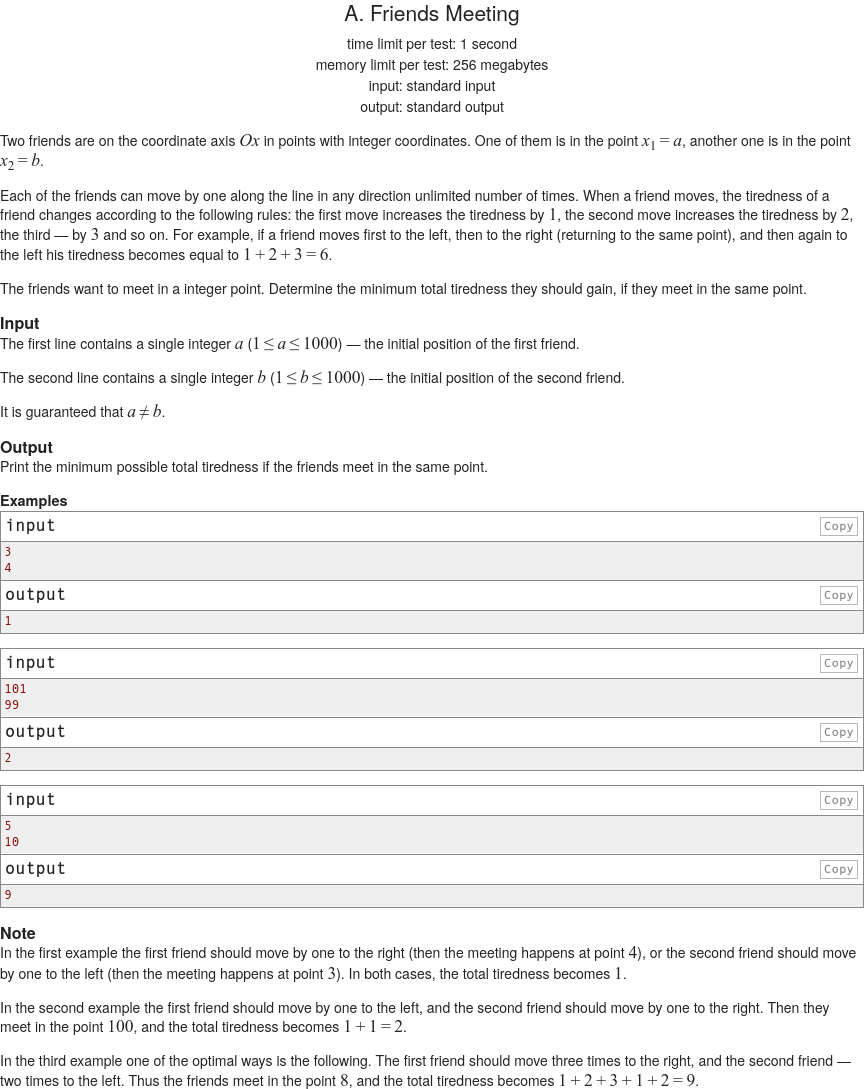 A. Friends Meeting
time limit per test: 1 second
memory limit per test: 256 megabytes
input: standard input
output: standard output
Two friends are on the coordinate axis Ox in points with integer coordinates. One of them is in the point x₁ = a, another one is in the point
x₂ = b.
Each of the friends can move by one along the line in any direction unlimited number of times. When a friend moves, the tiredness of a
friend changes according to the following rules: the first move increases the tiredness by 1, the second move increases the tiredness by 2,
the third — by 3 and so on. For example, if a friend moves first to the left, then to the right (returning to the same point), and then again to
the left his tiredness becomes equal to 1 + 2 + 3 = 6.
The friends want to meet in a integer point. Determine the minimum total tiredness they should gain, if they meet in the same point.
Input
The first line contains a single integer a (1 ≤ a ≤ 1000) — the initial position of the first friend.
The second line contains a single integer b (1 ≤ b ≤ 1000) — the initial position of the second friend.
It is guaranteed that a ≠ b.
Output
Print the minimum possible total tiredness if the friends meet in the same point.
Examples
input Copy
3
4
output Copy
1
input Copy
101
99
output Copy
2
input Copy
5
10
output Copy
9
Note
In the first example the first friend should move by one to the right (then the meeting happens at point 4), or the second friend should move
by one to the left (then the meeting happens at point 3). In both cases, the total tiredness becomes 1.
In the second example the first friend should move by one to the left, and the second friend should move by one to the right. Then they
meet in the point 100, and the total tiredness becomes 1 + 1 = 2.
In the third example one of the optimal ways is the following. The first friend should move three times to the right, and the second friend —
two times to the left. Thus the friends meet in the point 8, and the total tiredness becomes 1 + 2 + 3 + 1 + 2 = 9.